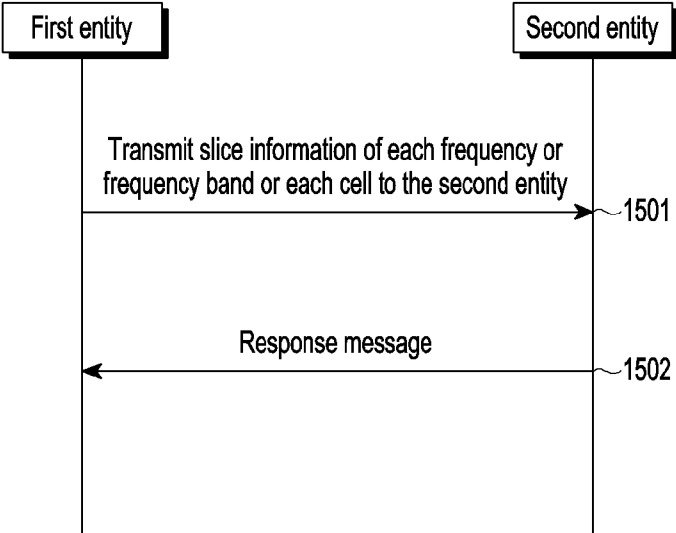 First entity
Second entity
Transmit slice information of each frequency or
frequency band or each cell to the second entity
1501
Response message
1502